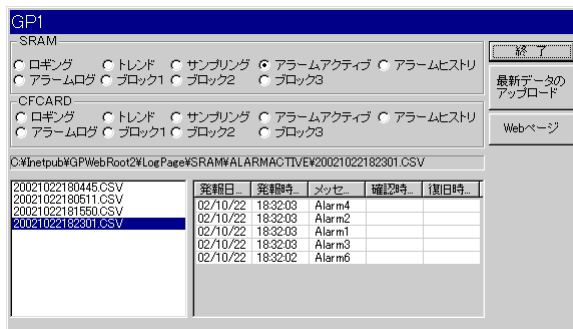 GP1
SRAM
ロギング トレンド サンプリング アラームアクティブ アラームヒストリ
アラームログ ブロック1 ブロック2 ブロック3
CFCARD
ロギング トレンド サンプリング アラームアクティブ アラームヒストリ
アラームログ ブロック1 ブロック2 ブロック3
終 了
最新データの
アップロード
Webページ
C:¥Inetpub¥GPWebRoot2¥LogPage¥SRAM¥ALARMACTIVE¥20021022182301.CSV
20021022180445.CSV
20021022180511.CSV
20021022181550.CSV
20021022182301.CSV
発報日... 発報時... メッセ... 確認時... 復旧時...
02/10/22 18:32:03 Alarm4
02/10/22 18:32:03 Alarm2
02/10/22 18:32:03 Alarm1
02/10/22 18:32:03 Alarm3
02/10/22 18:32:02 Alarm6